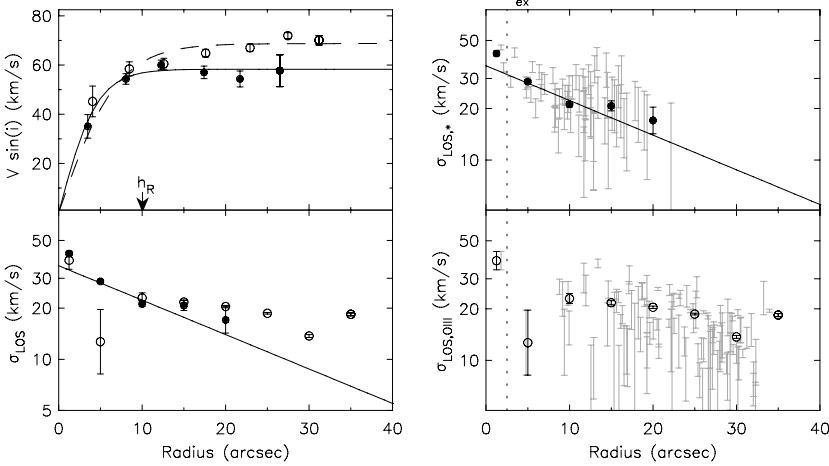 ex
80
60
40
20
V sin(i) (km/s)
h_R
50
30
20
10
5
σ_LOS (km/s)
0 10 20 30 40
Radius (arcsec)
50
30
20
10
σ_LOS,* (km/s)
50
30
20
10
σ_LOS,OIII (km/s)
0 10 20 30 40
Radius (arcsec)